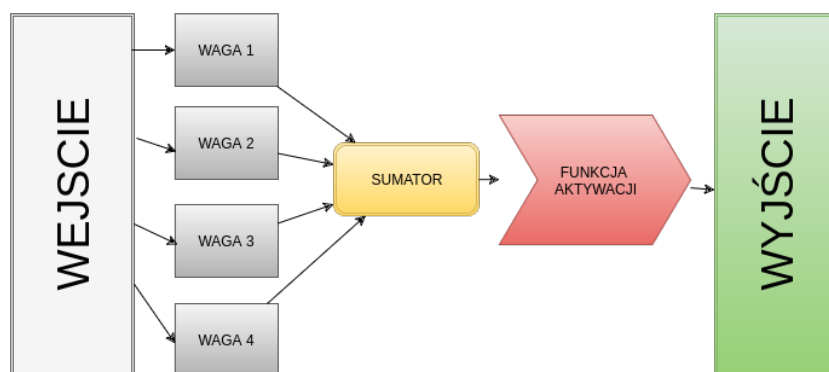 WEJSCIE
WAGA 1
WAGA 2
WAGA 3
WAGA 4
SUMATOR
FUNKCJA
AKTYWACJI
WYJŚCIE